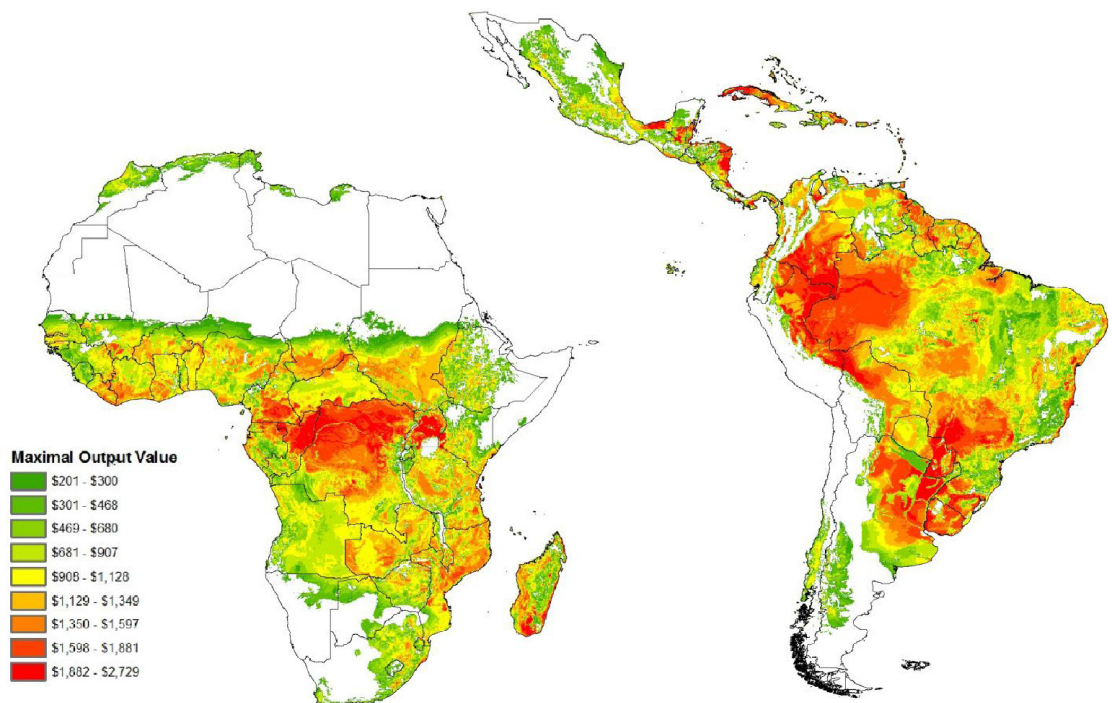 Maximal Output Value
$201 - $300
$301 - $468
$469 - $680
$681 - $907
$908 - $1,128
$1,129 - $1,349
$1,350 - $1,597
$1,598 - $1,881
$1,882 - $2,729